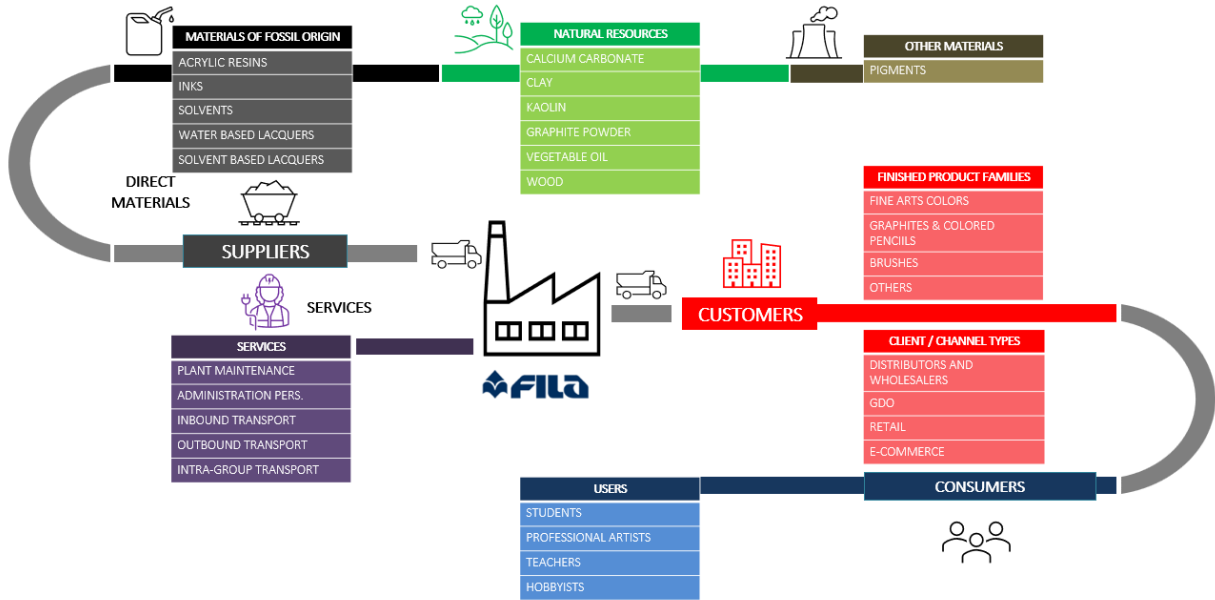 MATERIALS OF FOSSIL ORIGIN
ACRYLIC RESINS
INKS
SOLVENTS
WATER BASED LACQUERS
SOLVENT BASED LACQUERS
NATURAL RESOURCES
CALCIUM CARBONATE
CLAY
KAOLIN
GRAPHITE POWDER
VEGETABLE OIL
WOOD
OTHER MATERIALS
PIGMENTS
DIRECT
MATERIALS
SUPPLIERS
SERVICES
SERVICES
PLANT MAINTENANCE
ADMINISTRATION PERS.
INBOUND TRANSPORT
OUTBOUND TRANSPORT
INTRA-GROUP TRANSPORT
FILA
CUSTOMERS
FINISHED PRODUCT FAMILIES
FINE ARTS COLORS
GRAPHITES & COLORED
PENCIILS
BRUSHES
OTHERS
CLIENT / CHANNEL TYPES
DISTRIBUTORS AND
WHOLESALERS
GDO
RETAIL
E-COMMERCE
CONSUMERS
USERS
STUDENTS
PROFESSIONAL ARTISTS
TEACHERS
HOBBYISTS